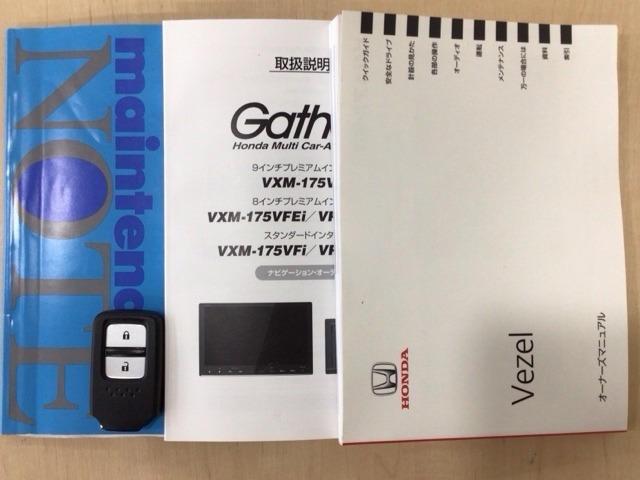 maintenanc
NOTE
取扱説明
Gath
Honda Multi Car-A
9インチプレミアムイン
VXM-175V
8インチプレミアムイン
VXM-175VFEi／VR
スタンダードインタ
VXM-175VFi／VR
ナビゲーション・オーデ
クイックガイド
安全なドライブ
計器の見かた
各部の操作
オーディオ
運転
メンテナンス
万一の場合には
資料
索引
HONDA
Vezel
オーナーズマニュアル